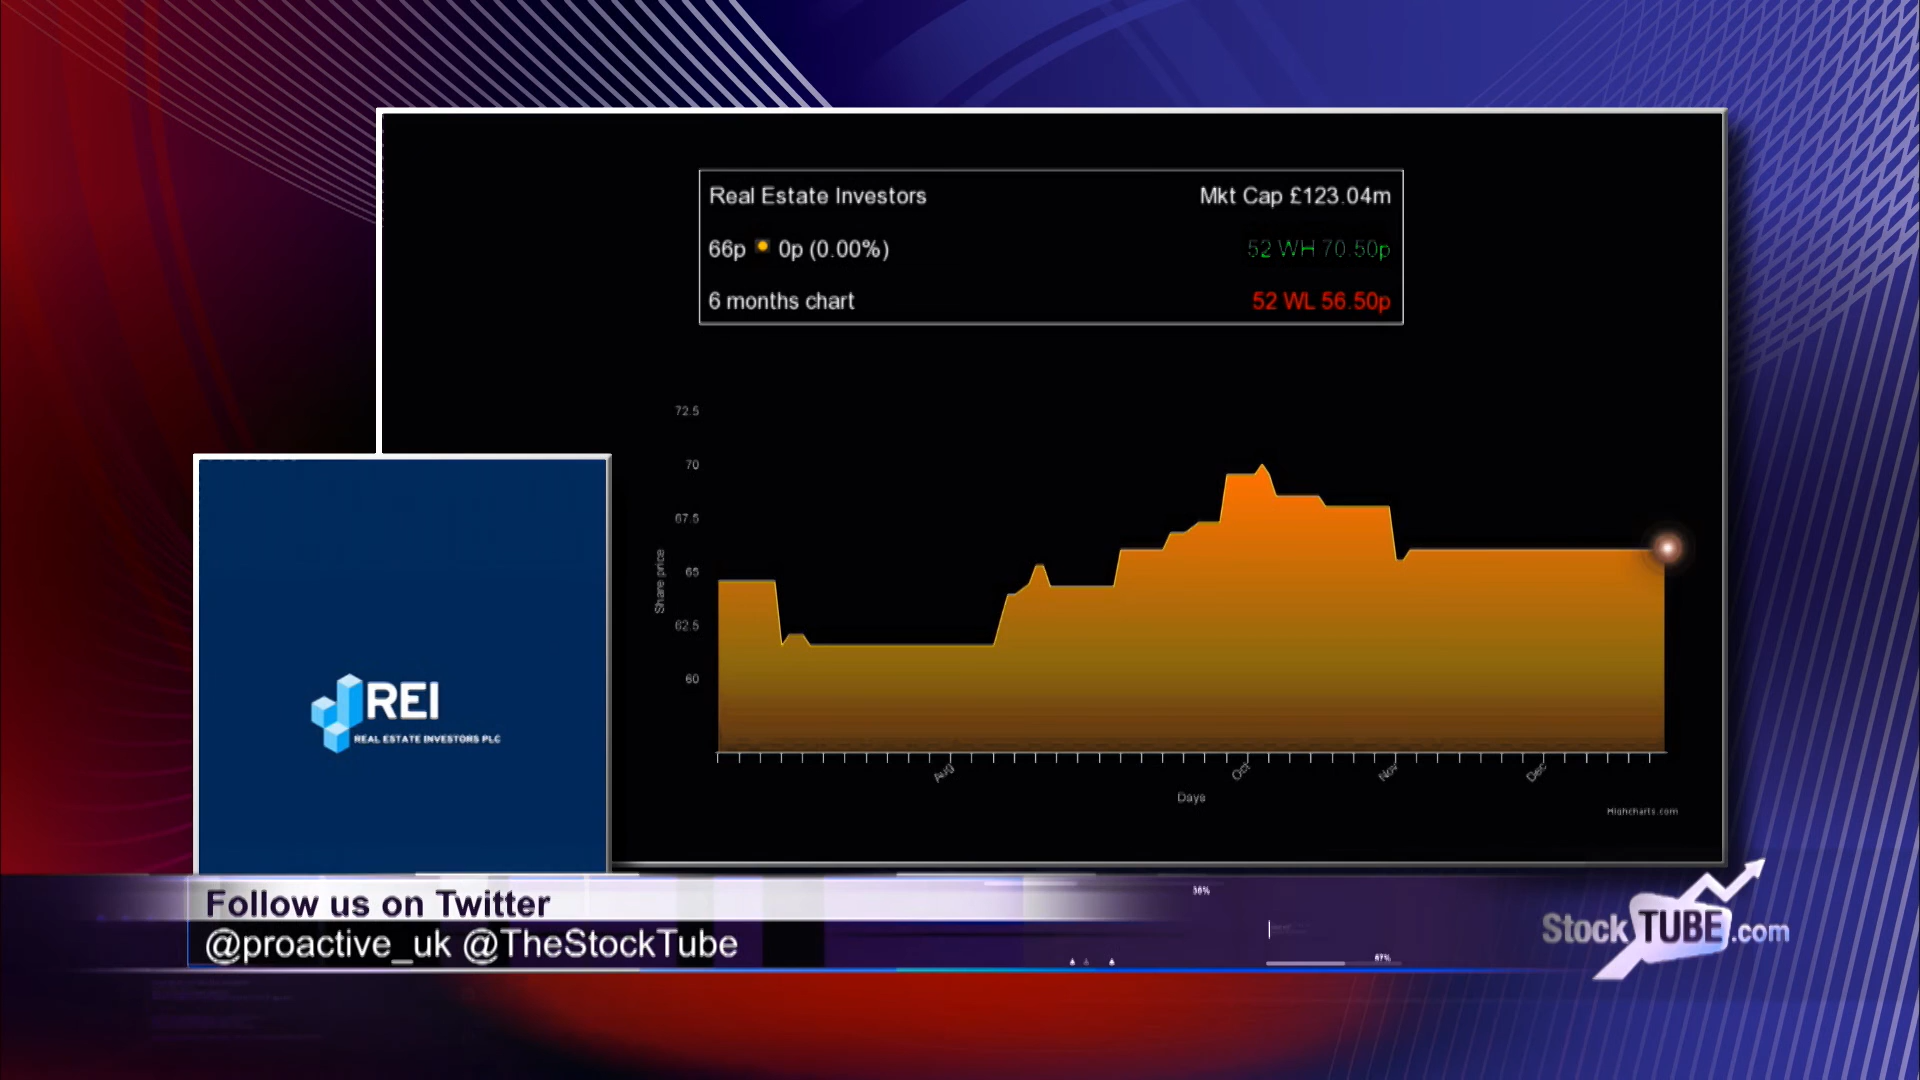 Real Estate Investors
Mkt Cap £123.04m
66p 0p (0.00%)
52 WH 70.50p
6 months chart
52 WL 56.50p
72.5
70
67.5
65
62.5
60
Share price
Aug
Oct
Nov
Dec
Days
Highcharts.com
REI
REAL ESTATE INVESTORS PLC
Follow us on Twitter
@proactive_uk @TheStockTube
36%
67%
StockTUBE.com